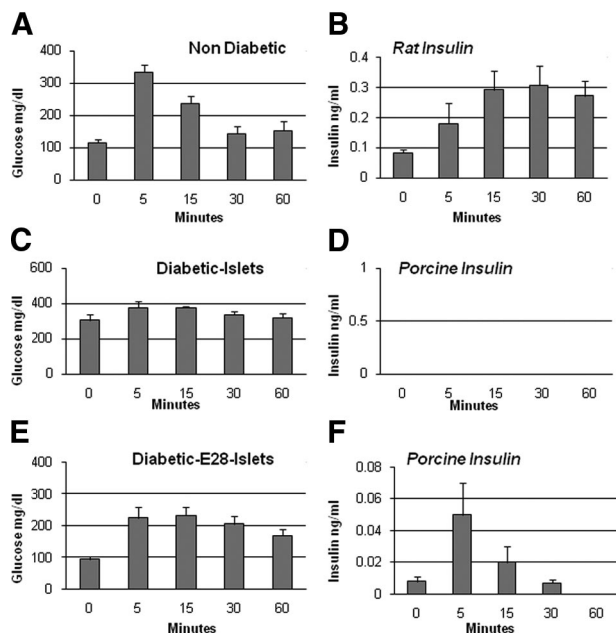 A
Non Diabetic
Glucose mg/dl
400
300
200
100
0
0 5 15 30 60
Minutes
B
Rat Insulin
Insulin ng/ml
0.4
0.3
0.2
0.1
0
0 5 15 30 60
Minutes
C
Diabetic-Islets
Glucose mg/dl
600
400
200
0
0 5 15 30 60
Minutes
D
Porcine Insulin
Insulin ng/ml
1
0.5
0
0 5 15 30 60
Minutes
E
Diabetic-E28-Islets
Glucose mg/dl
400
300
200
100
0
0 5 15 30 60
Minutes
F
Porcine Insulin
Insulin ng/ml
0.08
0.06
0.04
0.02
0
0 5 15 30 60
Minutes